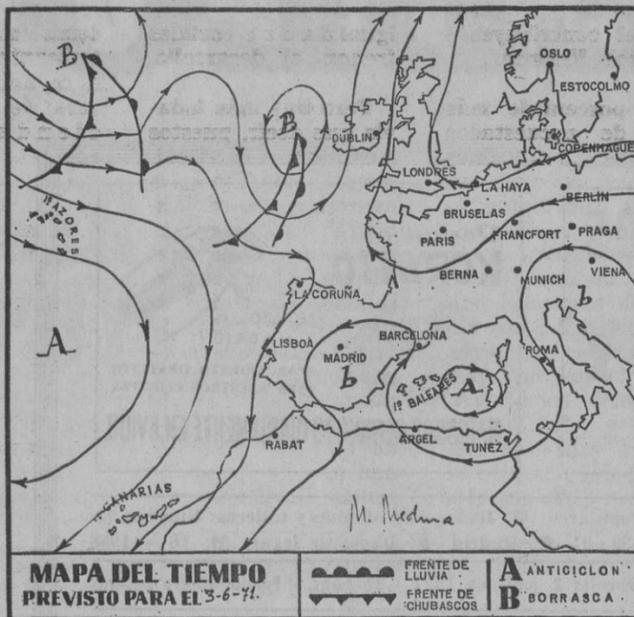 B
OSLO
ESTOCOLMO
B
DUBLIN
COPENHAGUE
LONDRES
LA HAYA
BERLIN
BRUSELAS
Iª AZORES
PARIS
FRANCFORT
PRAGA
BERNA
MUNICH
VIENA
LA CORUÑA
b
A
LISBOA
BARCELONA
MADRID
ROMA
b
Iª BALEARES
A
RABAT
ARGEL
TUNEZ
CANARIAS
M. Medina
MAPA DEL TIEMPO
PREVISTO PARA EL 3-6-71.
FRENTE DE
LLUVIA
FRENTE DE
CHUBASCOS
A ANTICICLON
B BORRASCA